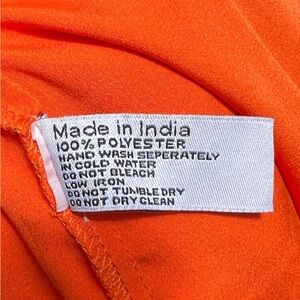 Made in India
100% POLYESTER
HAND WASH SEPERATELY
IN COLD WATER
DO NOT BLEACH
LOW IRON
DO NOT TUMBLE DRY
DO NOT DRY CLEAN